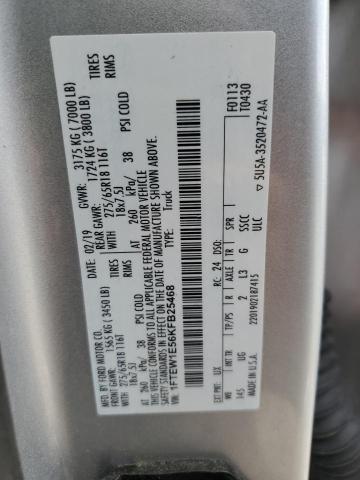 MFD. BY FORD MOTOR CO.
DATE: 02/19 GVWR: 3175 KG ( 7000 LB)
FRONT GAWR: 1565 KG ( 3450 LB) REAR GAWR: 1724 KG ( 3800 LB)
WITH 275/65R18 116T TIRES WITH 275/65R18 116T TIRES
18x7.5J RIMS 18x7.5J RIMS
AT 260 kPa/ 38 PSI COLD AT 260 kPa/ 38 PSI COLD
THIS VEHICLE CONFORMS TO ALL APPLICABLE FEDERAL MOTOR VEHICLE
SAFETY STANDARDS IN EFFECT ON THE DATE OF MANUFACTURE SHOWN ABOVE.
VIN: 1FTEW1E56KFB25468
TYPE: Truck
F0113
T0430
EXT PNT: UX RC: 24 DSO:
WB INT TR TP/PS R AXLE TR SPR
145 UG 2 L3 G SSCC
ULC
MADE IN U.S.A. 22019021B7415
5U5A-3520472-AA